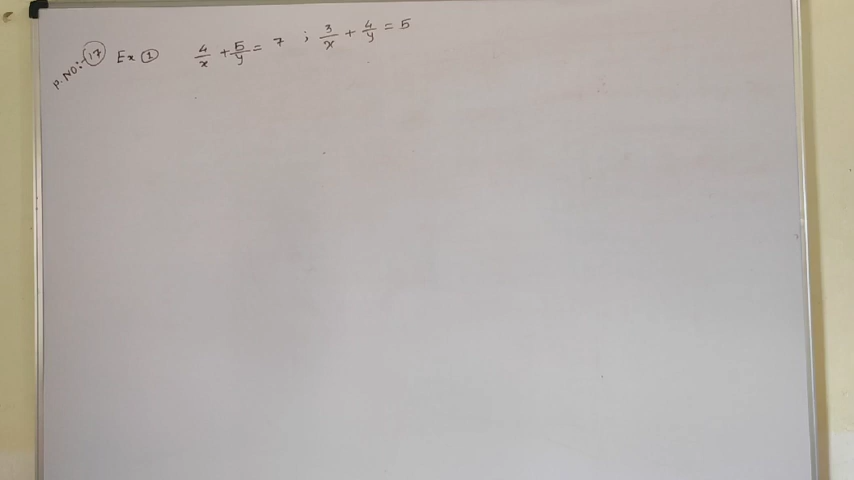 P.NO:- 17 Ex ① 4/x + 5/y = 7 ; 3/x + 4/y = 5